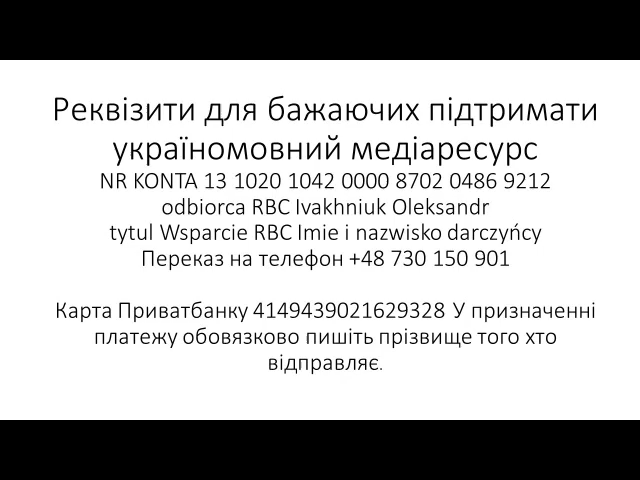 Реквізити для бажаючих підтримати
україномовний медіаресурс
NR KONTA 13 1020 1042 0000 8702 0486 9212
odbiorca RBC Ivakhniuk Oleksandr
tytul Wsparcie RBC Imie i nazwisko darczyńcy
Переказ на телефон +48 730 150 901
Карта Приватбанку 4149439021629328 У призначенні
платежу обовязково пишіть прізвище того хто
відправляє.